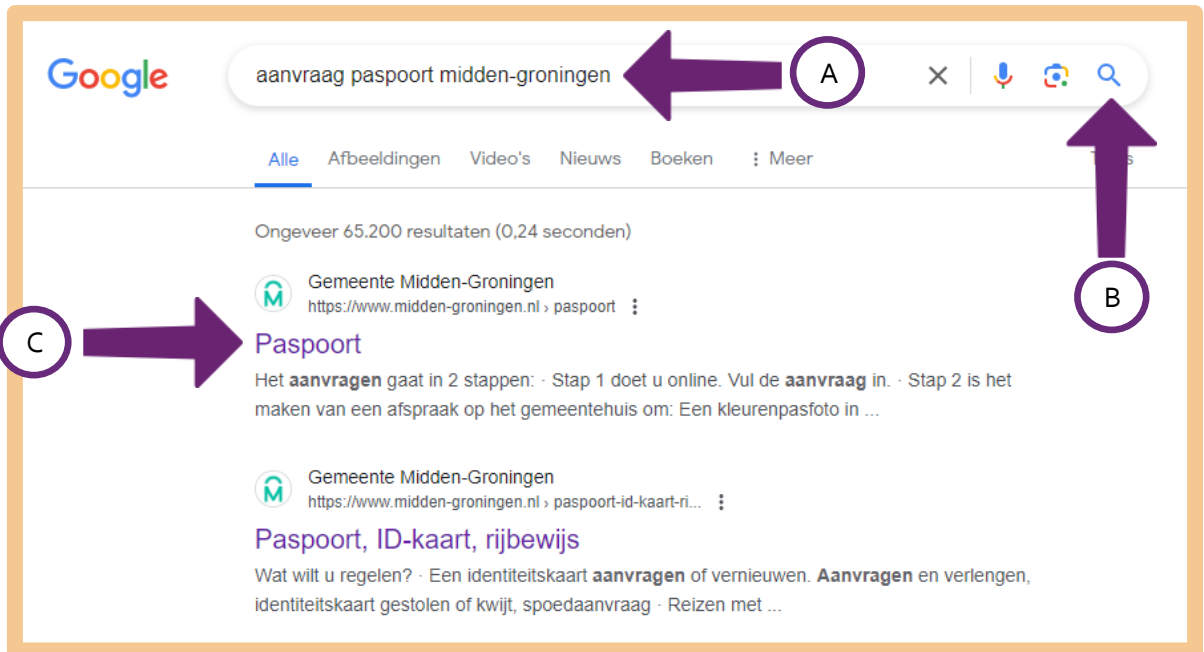 Google
aanvraag paspoort midden-groningen
A
Alle Afbeeldingen Video's Nieuws Boeken Meer
Ongeveer 65.200 resultaten (0,24 seconden)
B
Gemeente Midden-Groningen
https://www.midden-groningen.nl › paspoort
C
Paspoort
Het aanvragen gaat in 2 stappen: · Stap 1 doet u online. Vul de aanvraag in. · Stap 2 is het
maken van een afspraak op het gemeentehuis om: Een kleurenpasfoto in ...
Gemeente Midden-Groningen
https://www.midden-groningen.nl › paspoort-id-kaart-ri...
Paspoort, ID-kaart, rijbewijs
Wat wilt u regelen? · Een identiteitskaart aanvragen of vernieuwen. Aanvragen en verlengen,
identiteitskaart gestolen of kwijt, spoedaanvraag · Reizen met ...